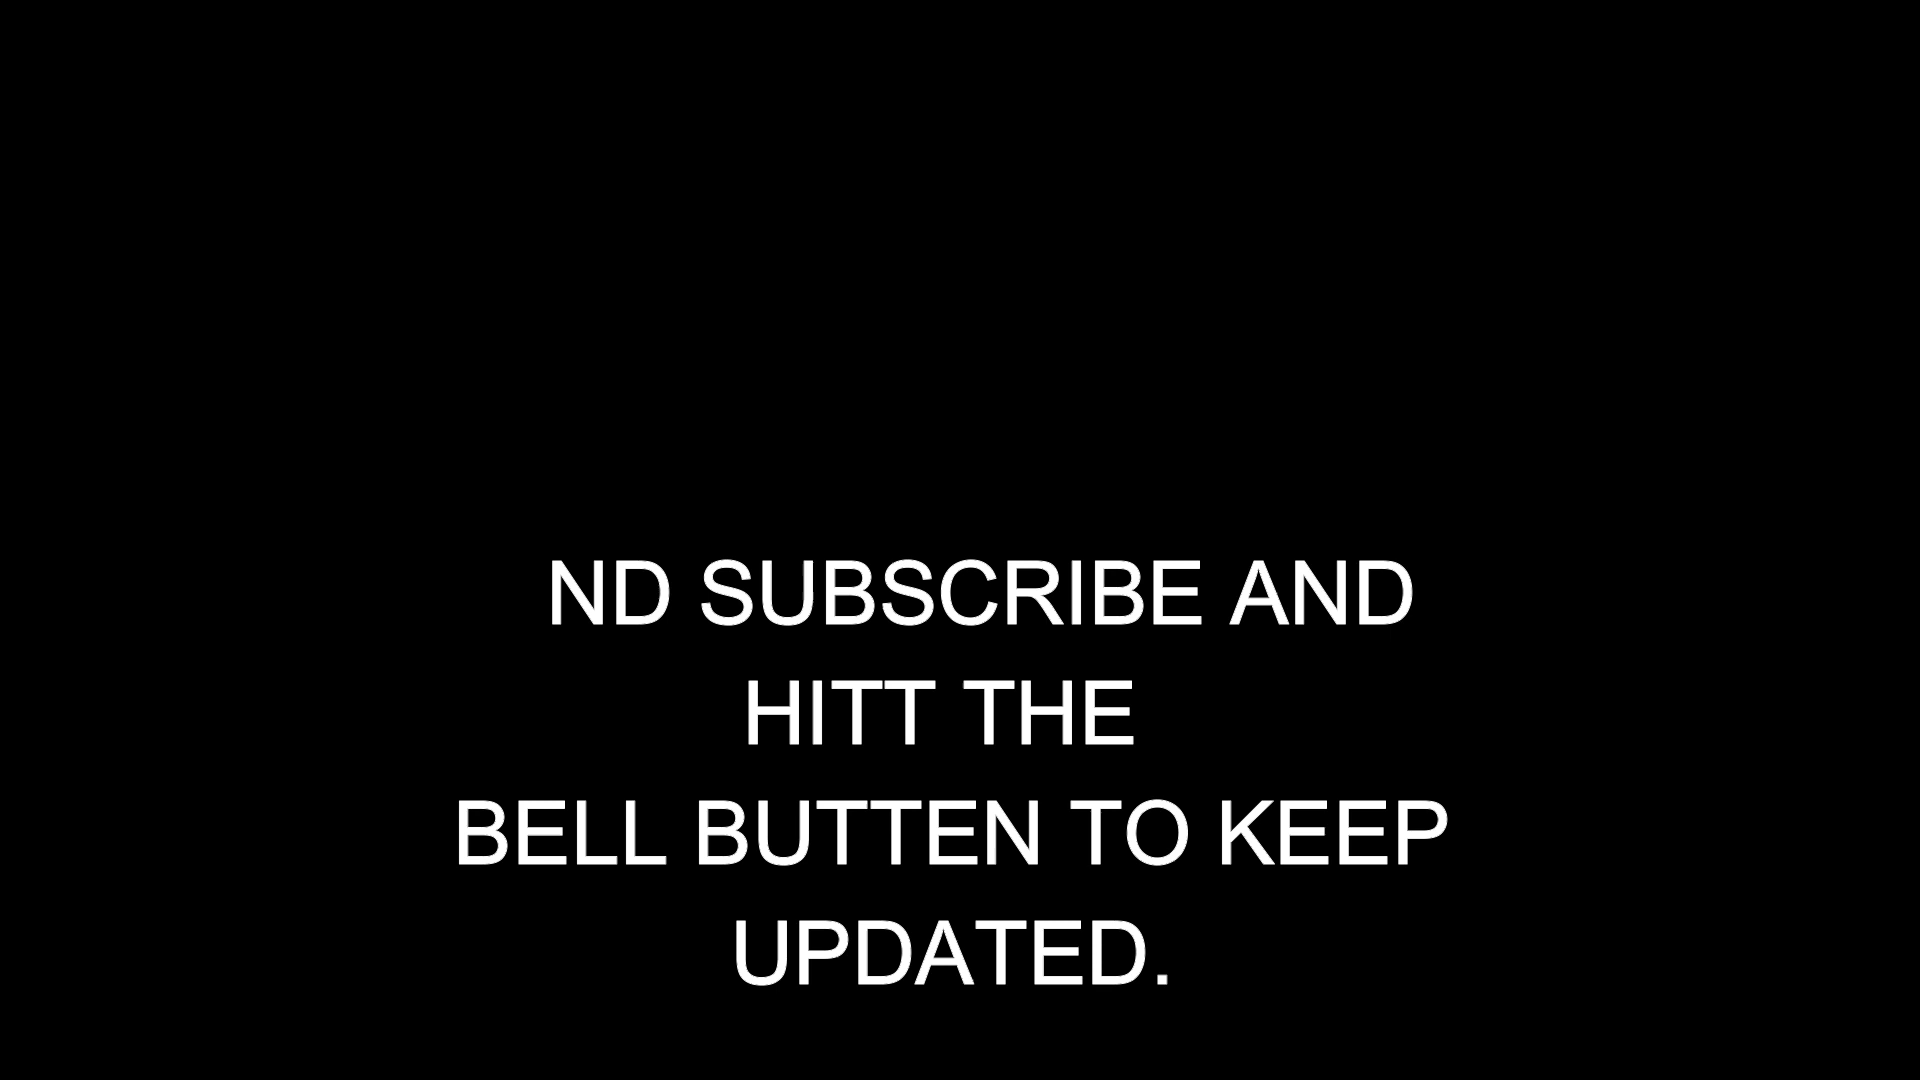 ND SUBSCRIBE AND
HITT THE
BELL BUTTEN TO KEEP
UPDATED.